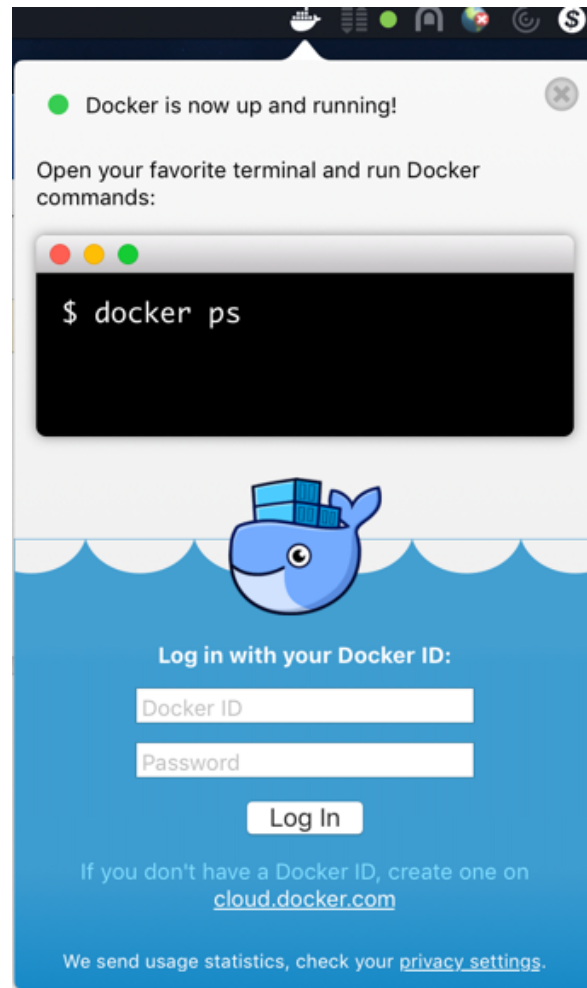 Docker is now up and running!
Open your favorite terminal and run Docker
commands:
$ docker ps
Log in with your Docker ID:
Docker ID
Password
Log In
If you don't have a Docker ID, create one on
cloud.docker.com
We send usage statistics, check your privacy settings.